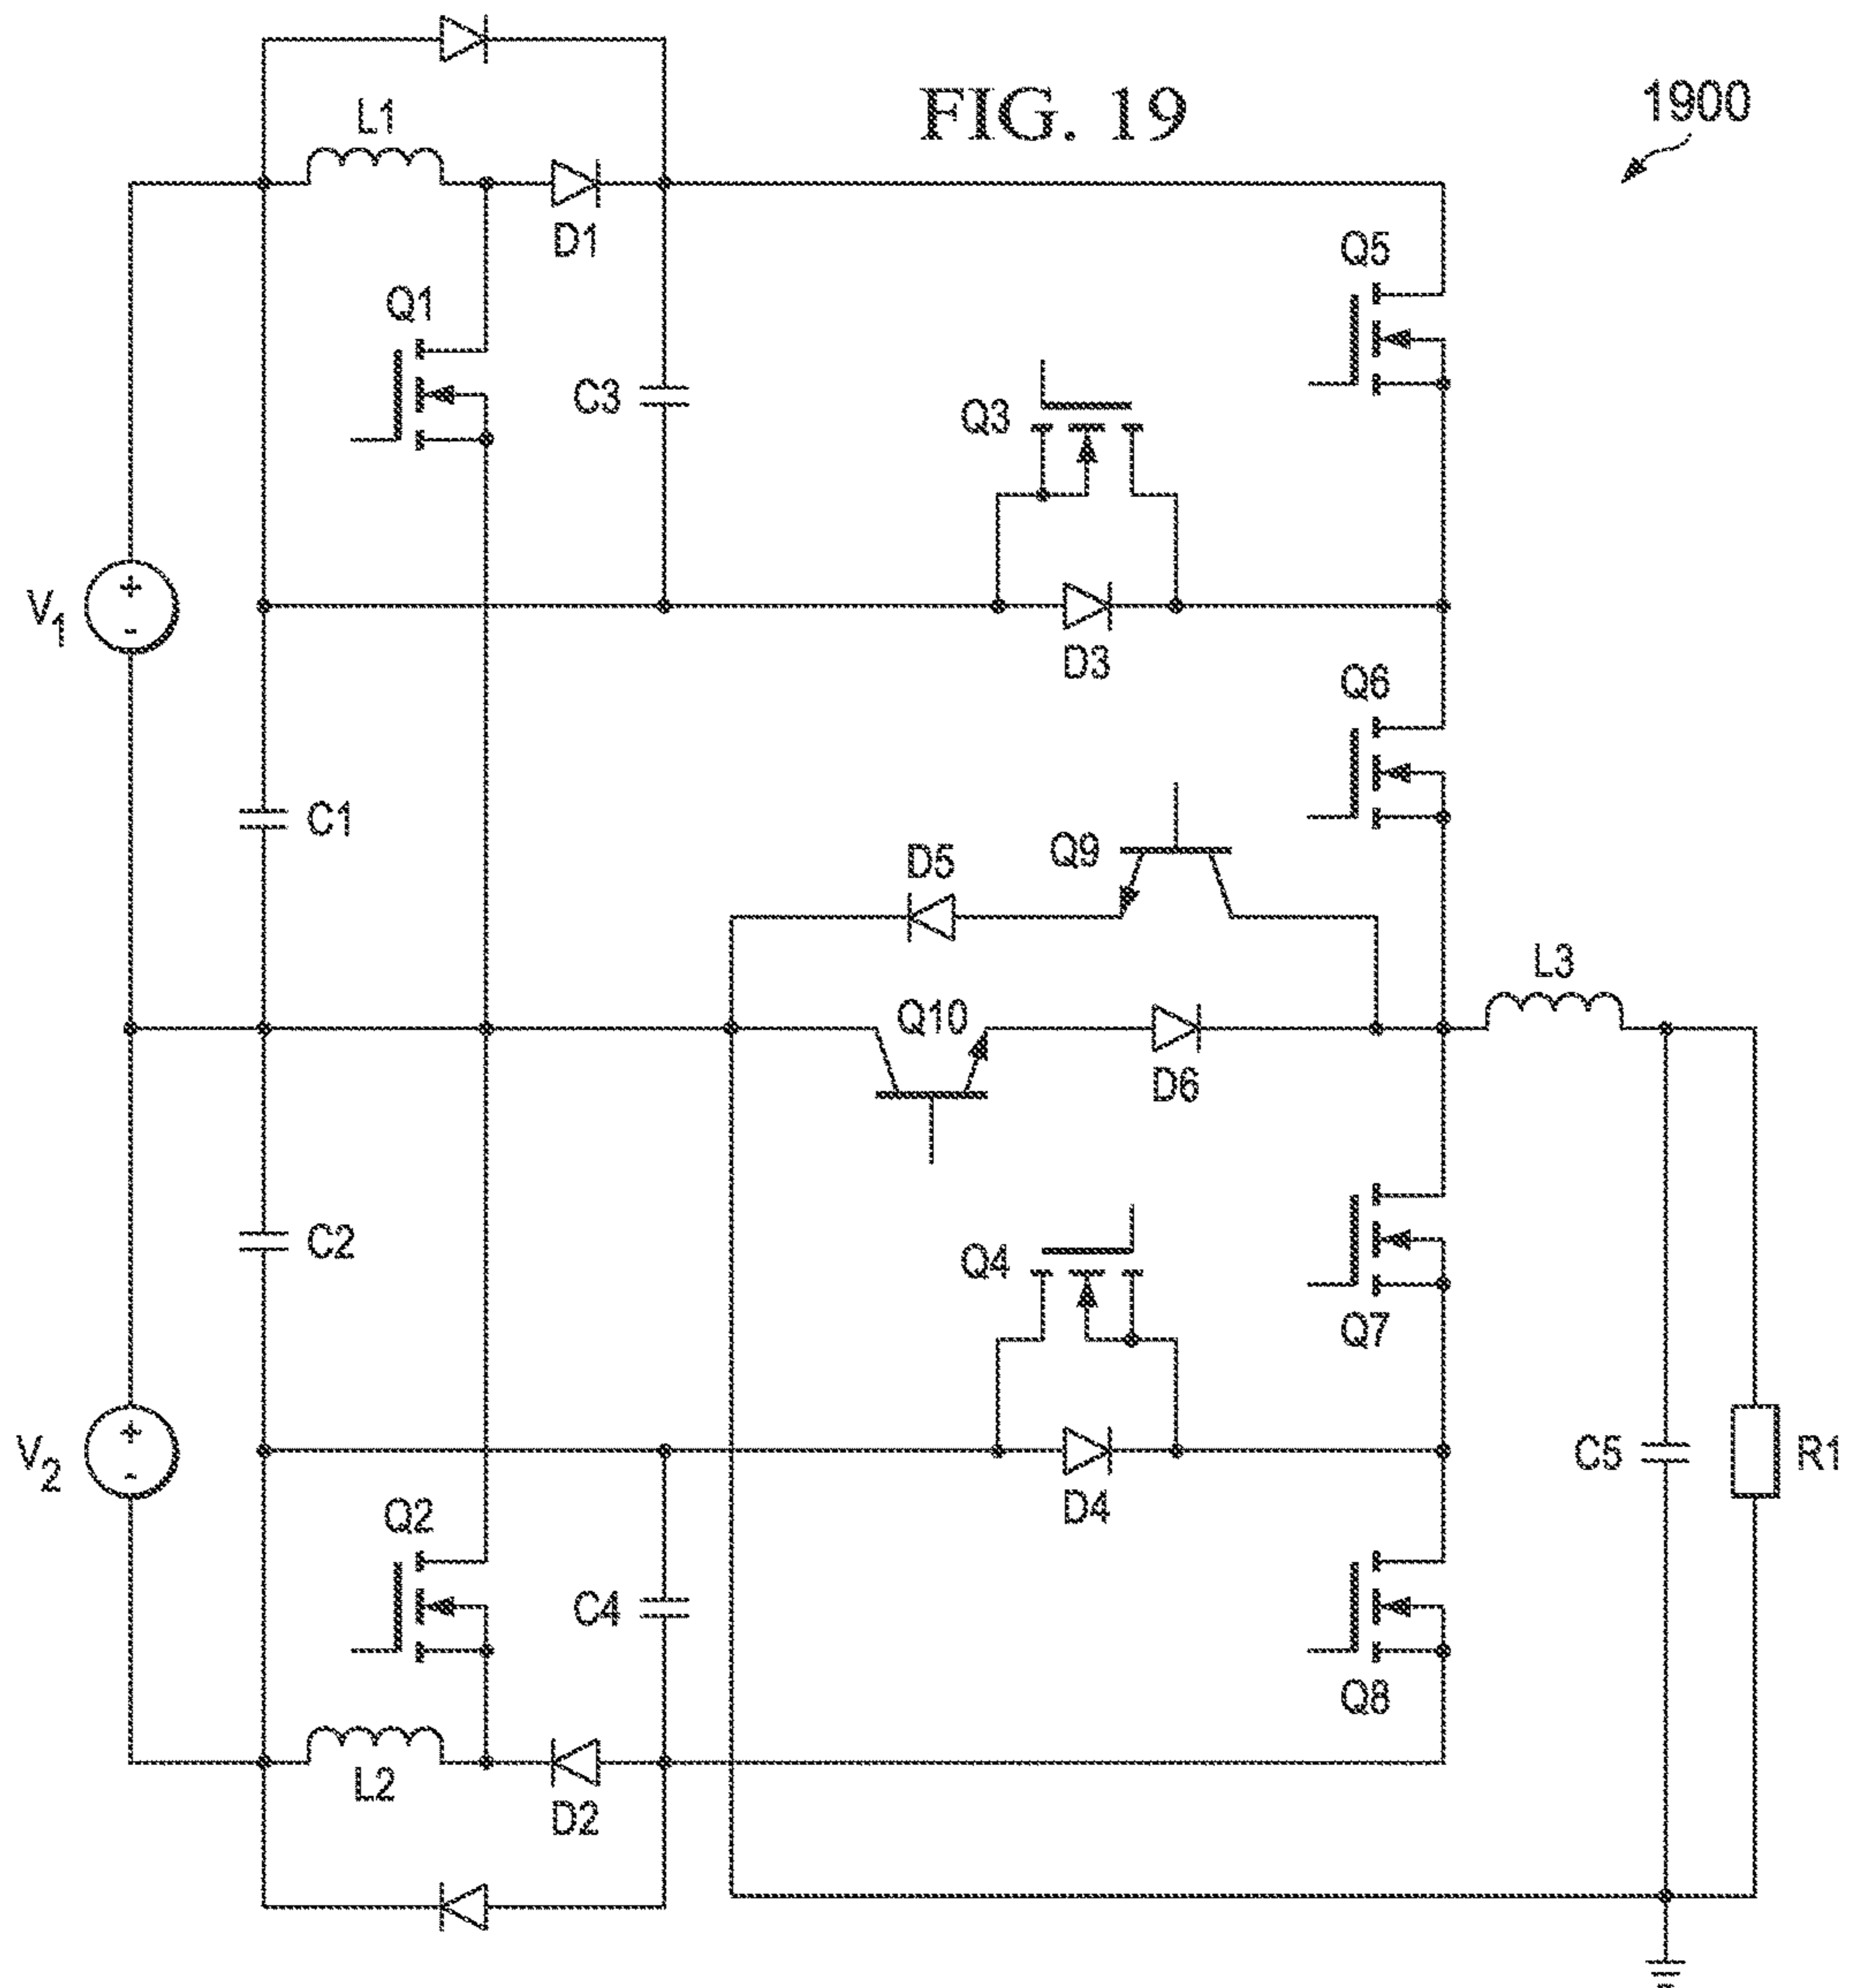 FIG. 19
1900
L1
D1
Q1
C3
Q5
Q3
V1
+
-
D3
Q6
C1
Q9
D5
L3
Q10
D6
C2
Q4
Q7
V2
+
-
D4
C5
R1
Q2
C4
Q8
L2
D2